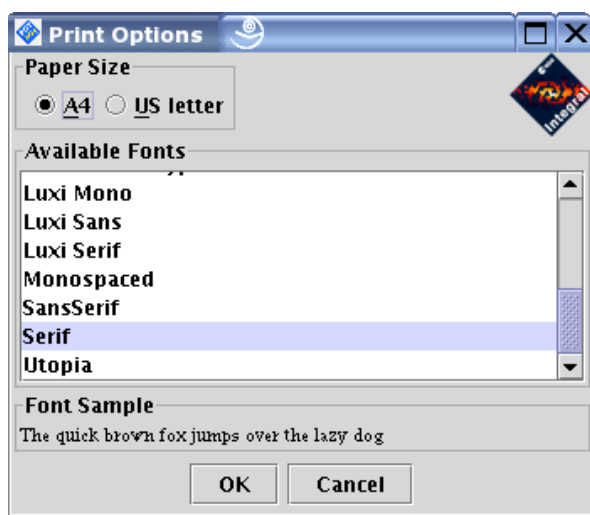 Print Options
Paper Size
A4 US letter
Integral
Available Fonts
Luxi Mono
Luxi Sans
Luxi Serif
Monospaced
SansSerif
Serif
Utopia
Font Sample
The quick brown fox jumps over the lazy dog
OK Cancel